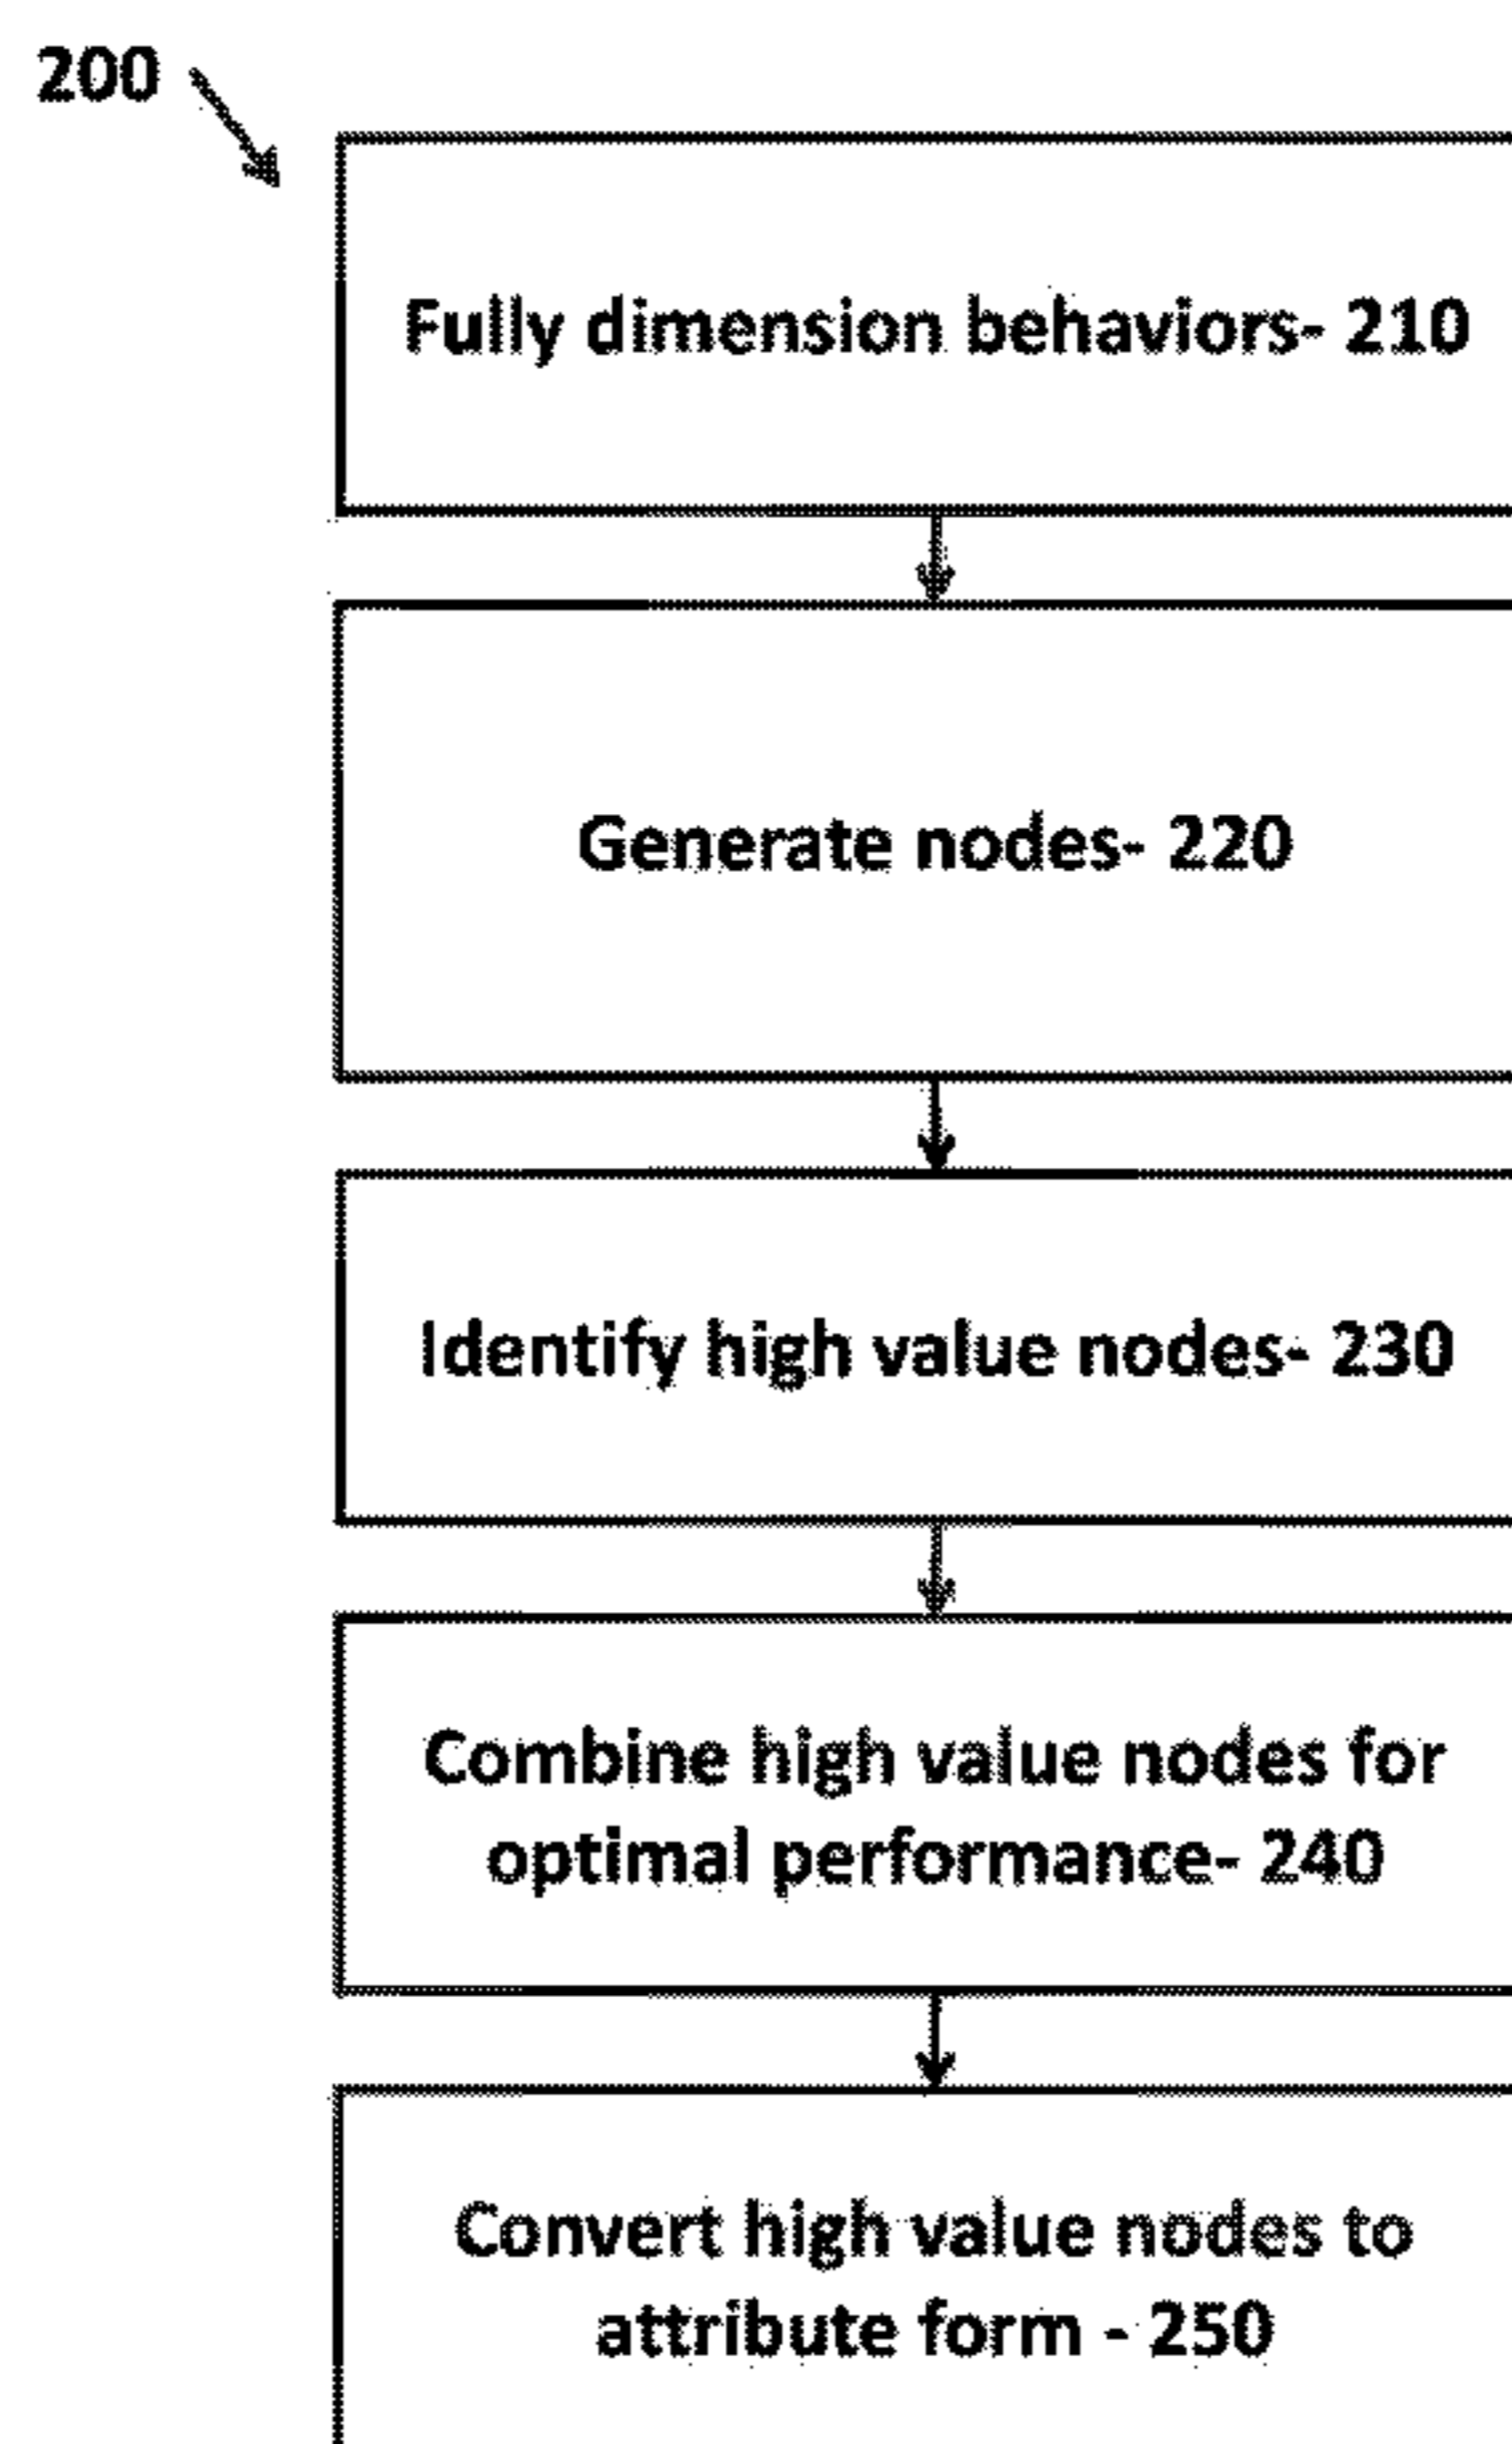 200
Fully dimension behaviors- 210
Generate nodes- 220
Identify high value nodes- 230
Combine high value nodes for
optimal performance- 240
Convert high value nodes to
attribute form - 250